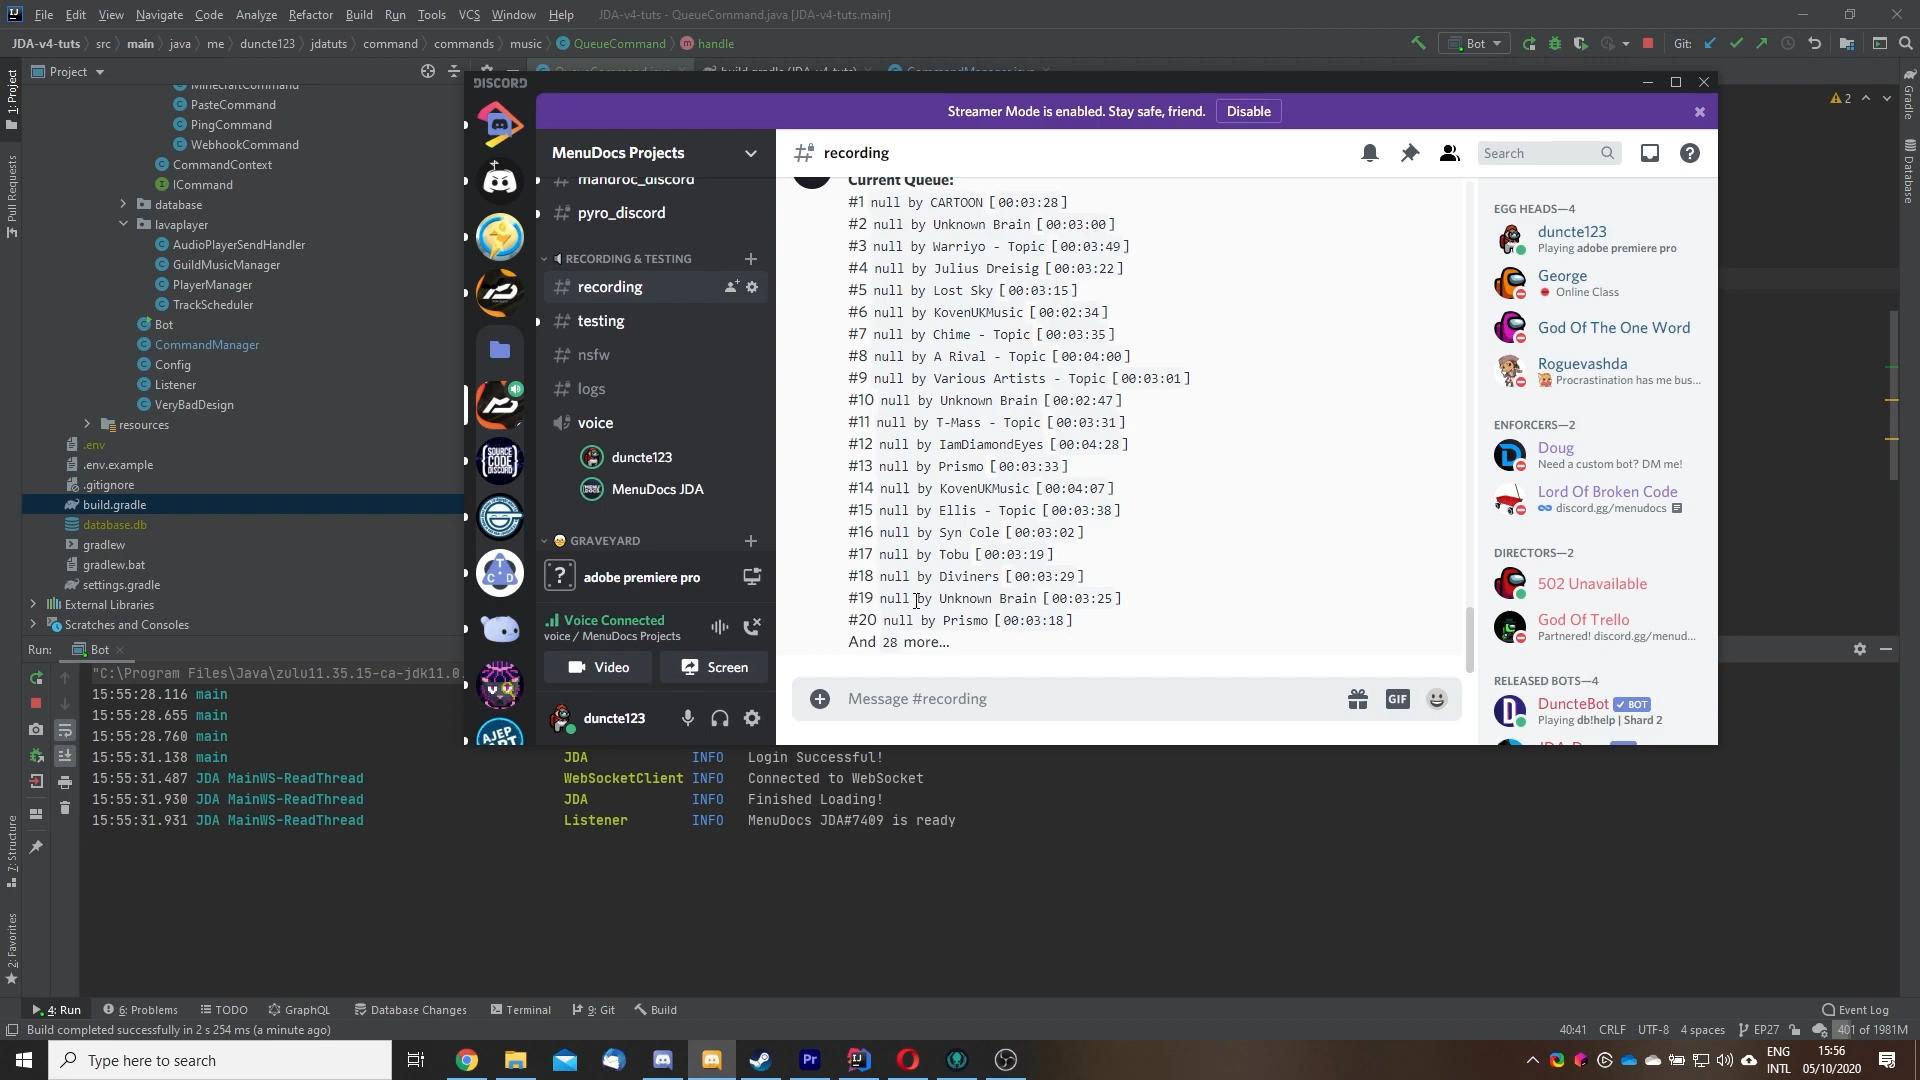 File Edit View Navigate Code Analyze Refactor Build Run Tools VCS Window Help JDA-v4-tuts - QueueCommand.java [JDA-v4-tuts.main]
JDA-v4-tuts src main java me duncte123 jdatuts command commands music QueueCommand handle
Bot
Git:
1: Project
Pull Requests
7: Structure
2: Favorites
Gradle
Database
Project
MinecraftCommand
PasteCommand
PingCommand
WebhookCommand
CommandContext
ICommand
database
lavaplayer
AudioPlayerSendHandler
GuildMusicManager
PlayerManager
TrackScheduler
Bot
CommandManager
Config
Listener
VeryBadDesign
resources
.env
.env.example
.gitignore
build.gradle
database.db
gradlew
gradlew.bat
settings.gradle
External Libraries
Scratches and Consoles
2
DISCORD
Streamer Mode is enabled. Stay safe, friend. Disable
MenuDocs Projects
mandroc_discord
pyro_discord
RECORDING & TESTING
recording
testing
nsfw
logs
voice
duncte123
MenuDocs JDA
GRAVEYARD
adobe premiere pro
Voice Connected
voice / MenuDocs Projects
Video Screen
duncte123
SOURCE CODE DISCORD
recording
Search
Current Queue:
#1 null by CARTOON [00:03:28]
#2 null by Unknown Brain [00:03:00]
#3 null by Warriyo - Topic [00:03:49]
#4 null by Julius Dreisig [00:03:22]
#5 null by Lost Sky [00:03:15]
#6 null by KovenUKMusic [00:02:34]
#7 null by Chime - Topic [00:03:35]
#8 null by A Rival - Topic [00:04:00]
#9 null by Various Artists - Topic [00:03:01]
#10 null by Unknown Brain [00:02:47]
#11 null by T-Mass - Topic [00:03:31]
#12 null by IamDiamondEyes [00:04:28]
#13 null by Prismo [00:03:33]
#14 null by KovenUKMusic [00:04:07]
#15 null by Ellis - Topic [00:03:38]
#16 null by Syn Cole [00:03:02]
#17 null by Tobu [00:03:19]
#18 null by Diviners [00:03:29]
#19 null by Unknown Brain [00:03:25]
#20 null by Prismo [00:03:18]
And 28 more...
Message #recording
GIF
EGG HEADS—4
duncte123
Playing adobe premiere pro
George
Online Class
God Of The One Word
Roguevashda
Procrastination has me bus...
ENFORCERS—2
Doug
Need a custom bot? DM me!
Lord Of Broken Code
discord.gg/menudocs
DIRECTORS—2
502 Unavailable
God Of Trello
Partnered! discord.gg/menud...
RELEASED BOTS—4
DuncteBot BOT
Playing db!help | Shard 2
Run: Bot
"C:\Program Files\Java\zulu11.35.15-ca-jdk11.0.
15:55:28.116 main
15:55:28.655 main
15:55:28.760 main
15:55:31.138 main JDA INFO Login Successful!
15:55:31.487 JDA MainWS-ReadThread WebSocketClient INFO Connected to WebSocket
15:55:31.930 JDA MainWS-ReadThread JDA INFO Finished Loading!
15:55:31.931 JDA MainWS-ReadThread Listener INFO MenuDocs JDA#7409 is ready
4: Run 6: Problems TODO GraphQL Database Changes Terminal 9: Git Build Event Log
Build completed successfully in 2 s 254 ms (a minute ago) 40:41 CRLF UTF-8 4 spaces EP27 401 of 1981M
Type here to search
Pr
ENG
INTL
15:56
05/10/2020